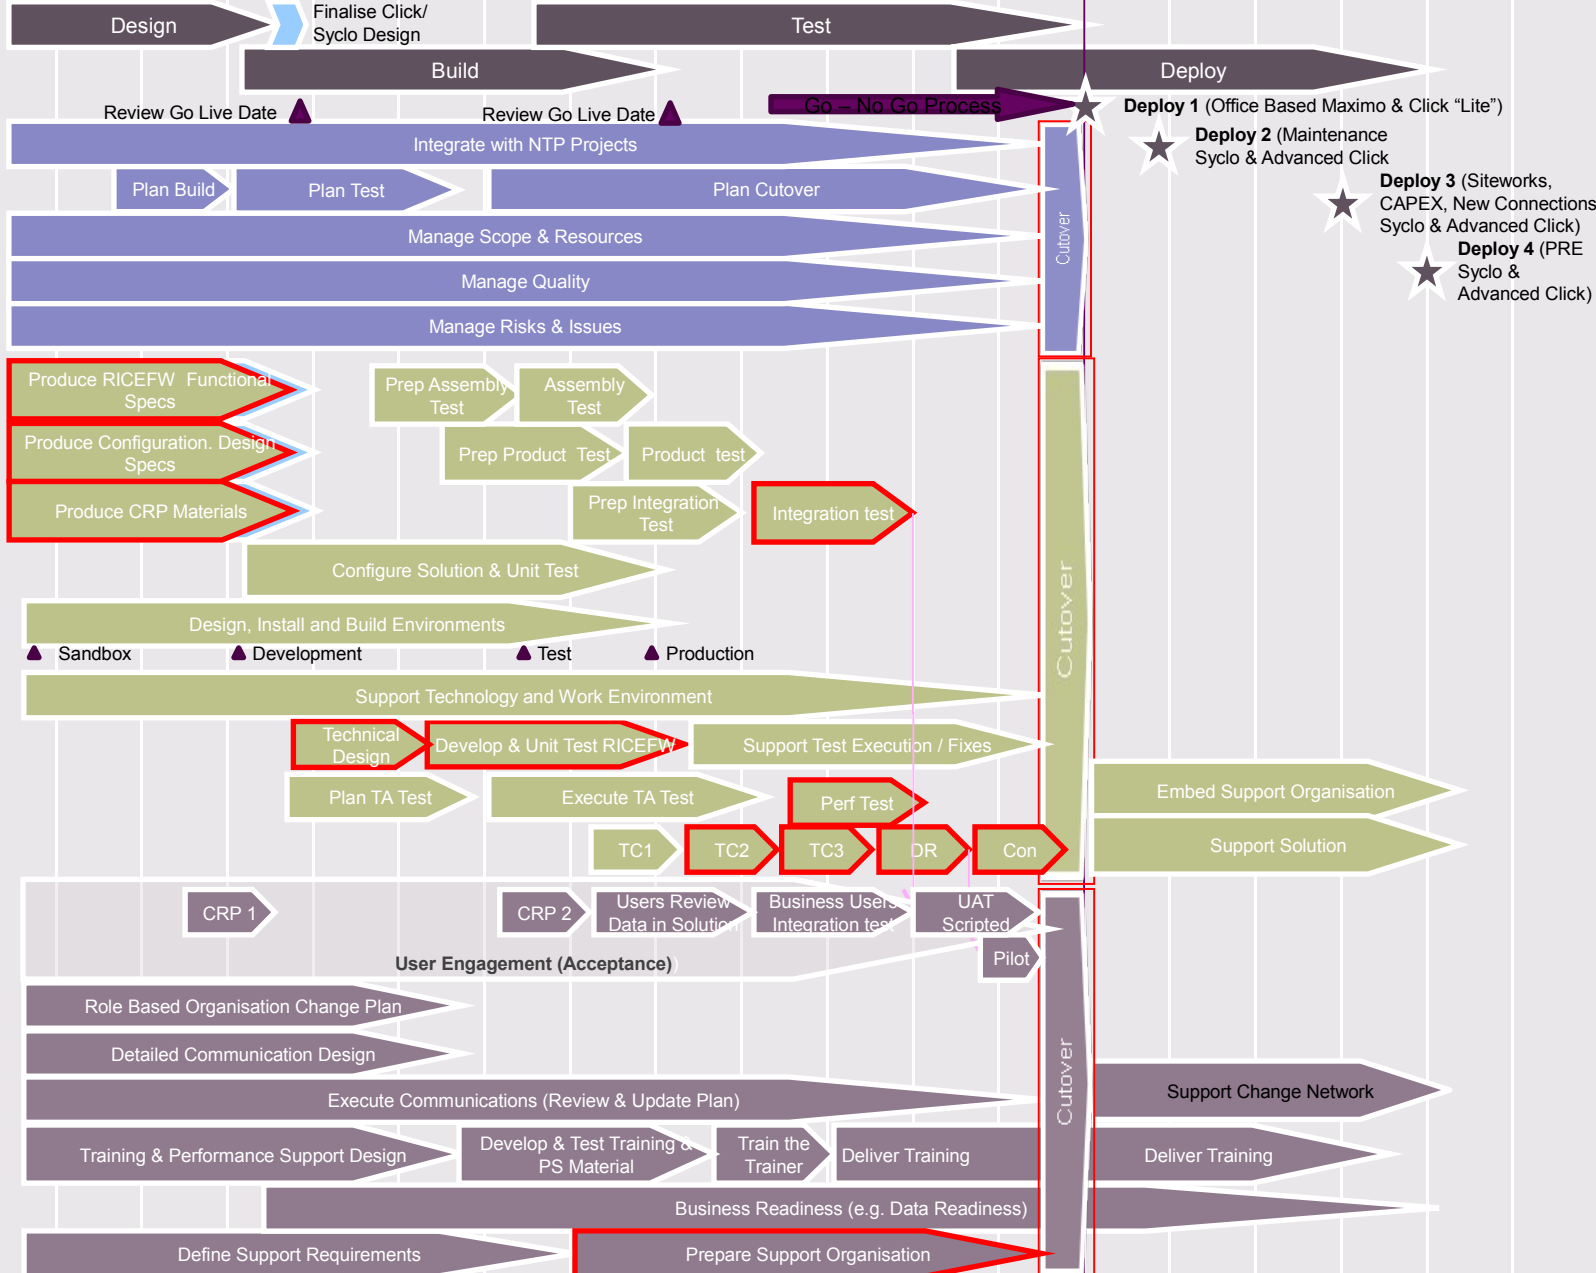 Design
Finalise Click/
Syclo Design
Test
Build
Deploy
Review Go Live Date
Review Go Live Date
Go – No Go Process
Deploy 1 (Office Based Maximo & Click “Lite”)
Deploy 2 (Maintenance
Syclo & Advanced Click
Deploy 3 (Siteworks,
CAPEX, New Connections
Syclo & Advanced Click)
Deploy 4 (PRE
Syclo &
Advanced Click)
Integrate with NTP Projects
Plan Build
Plan Test
Plan Cutover
Manage Scope & Resources
Manage Quality
Manage Risks & Issues
Cutover
Produce RICEFW Functional
Specs
Prep Assembly
Test
Assembly
Test
Produce Configuration. Design
Specs
Prep Product Test
Product test
Produce CRP Materials
Prep Integration
Test
Integration test
Configure Solution & Unit Test
Design, Install and Build Environments
Sandbox
Development
Test
Production
Support Technology and Work Environment
Technical
Design
Develop & Unit Test RICEFW
Support Test Execution / Fixes
Plan TA Test
Execute TA Test
Perf Test
TC1
TC2
TC3
DR
Con
Cutover
Embed Support Organisation
Support Solution
CRP 1
CRP 2
Users Review
Data in Solution
Business Users
Integration test
UAT
Scripted
Pilot
User Engagement (Acceptance))
Role Based Organisation Change Plan
Detailed Communication Design
Execute Communications (Review & Update Plan)
Cutover
Support Change Network
Training & Performance Support Design
Develop & Test Training &
PS Material
Train the
Trainer
Deliver Training
Deliver Training
Business Readiness (e.g. Data Readiness)
Define Support Requirements
Prepare Support Organisation